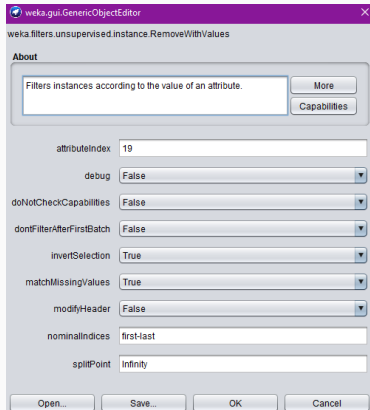 weka.gui.GenericObjectEditor
weka.filters.unsupervised.instance.RemoveWithValues
About
Filters instances according to the value of an attribute.
More
Capabilities
attributeIndex 19
debug False
doNotCheckCapabilities False
dontFilterAfterFirstBatch False
invertSelection True
matchMissingValues True
modifyHeader False
nominalIndices first-last
splitPoint Infinity
Open... Save... OK Cancel